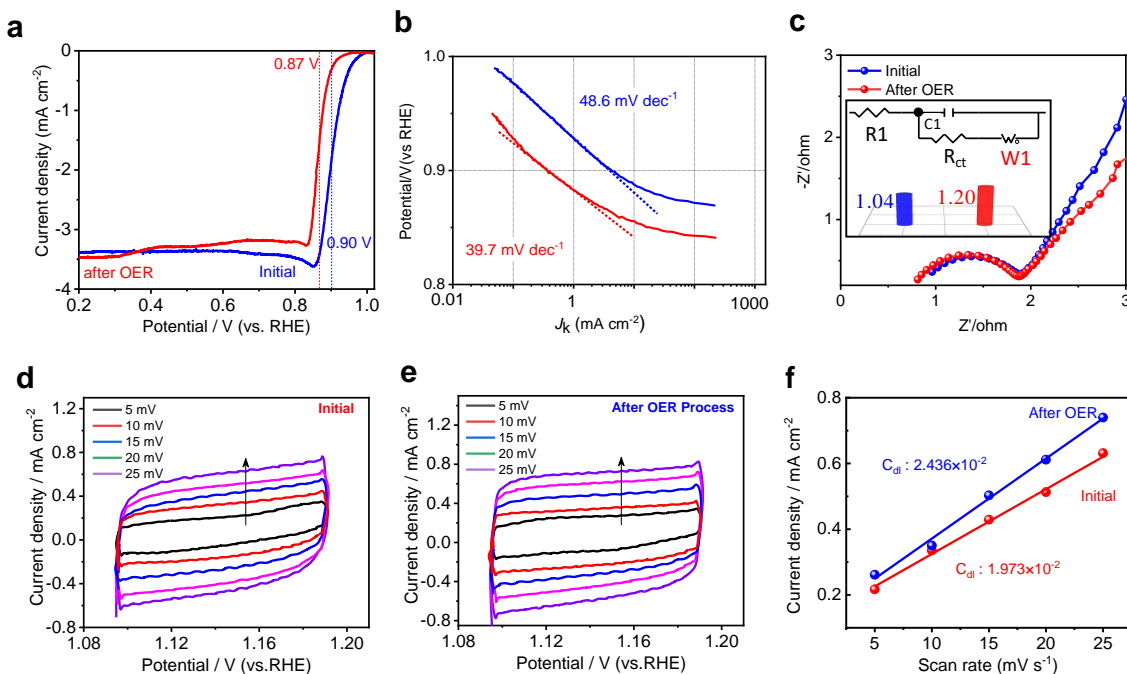 a
0
-1
-2
-3
-4
0.2
0.4
0.6
0.8
1.0
Current density (mA cm-2)
Potential / V (vs. RHE)
0.87 V
0.90 V
after OER
Initial
b
1.0
0.9
0.8
0.01
1
10
1000
Potential/V (vs RHE)
Jk (mA cm-2)
48.6 mV dec-1
39.7 mV dec-1
c
Initial
After OER
R1
C1
Rct
W1
1.04
1.20
2
1
0
0
1
2
3
-Z'/ohm
Z'/ohm
d
1.2
0.8
0.4
0.0
-0.4
-0.8
1.08
1.12
1.16
1.20
Current density / mA cm-2
Potential / V (vs.RHE)
5 mV
10 mV
15 mV
20 mV
25 mV
Initial
e
1.2
0.8
0.4
0.0
-0.4
-0.8
1.08
1.12
1.16
1.20
Current density / mA cm-2
Potential / V (vs.RHE)
5 mV
10 mV
15 mV
20 mV
25 mV
After OER Process
f
0.8
0.6
0.4
0.2
5
10
15
20
25
Current density / mA cm-2
Scan rate (mV s-1)
After OER
Cdl : 2.436×10-2
Initial
Cdl : 1.973×10-2